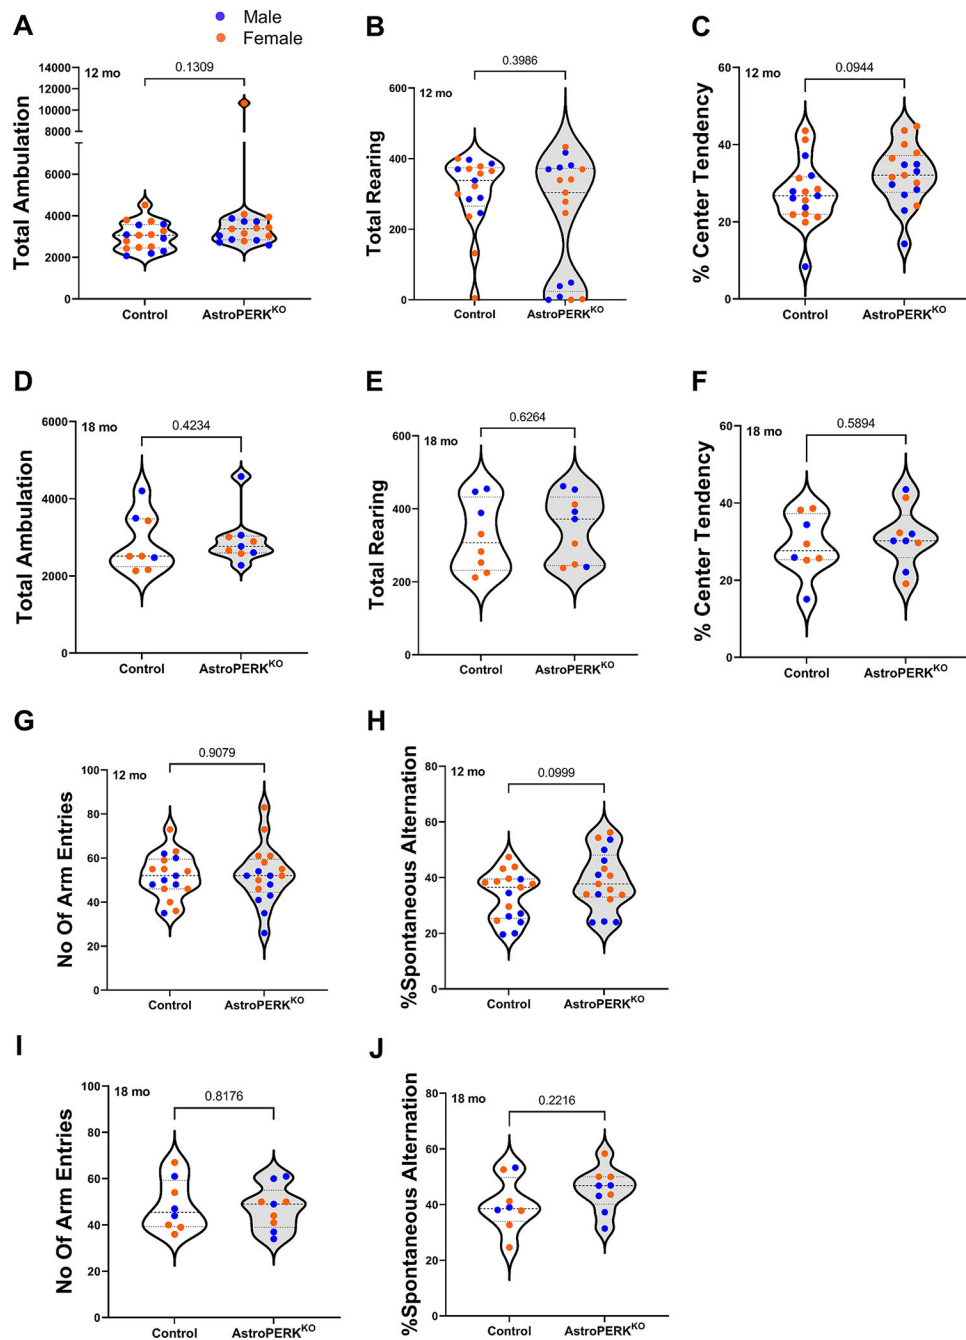 Male
Female
A
12 mo
0.1309
Total Ambulation
14000
12000
10000
8000
6000
4000
2000
0
Control
AstroPERKKO
B
12 mo
0.3986
Total Rearing
600
400
200
0
Control
AstroPERKKO
C
12 mo
0.0944
% Center Tendency
60
40
20
0
Control
AstroPERKKO
D
18 mo
0.4234
Total Ambulation
6000
4000
2000
0
Control
AstroPERKKO
E
18 mo
0.6264
Total Rearing
600
400
200
0
Control
AstroPERKKO
F
18 mo
0.5894
% Center Tendency
60
40
20
0
Control
AstroPERKKO
G
12 mo
0.9079
No Of Arm Entries
100
80
60
40
20
0
Control
AstroPERKKO
H
12 mo
0.0999
%Spontaneous Alternation
80
60
40
20
0
Control
AstroPERKKO
I
18 mo
0.8176
No Of Arm Entries
100
80
60
40
20
0
Control
AstroPERKKO
J
18 mo
0.2216
%Spontaneous Alternation
80
60
40
20
0
Control
AstroPERKKO